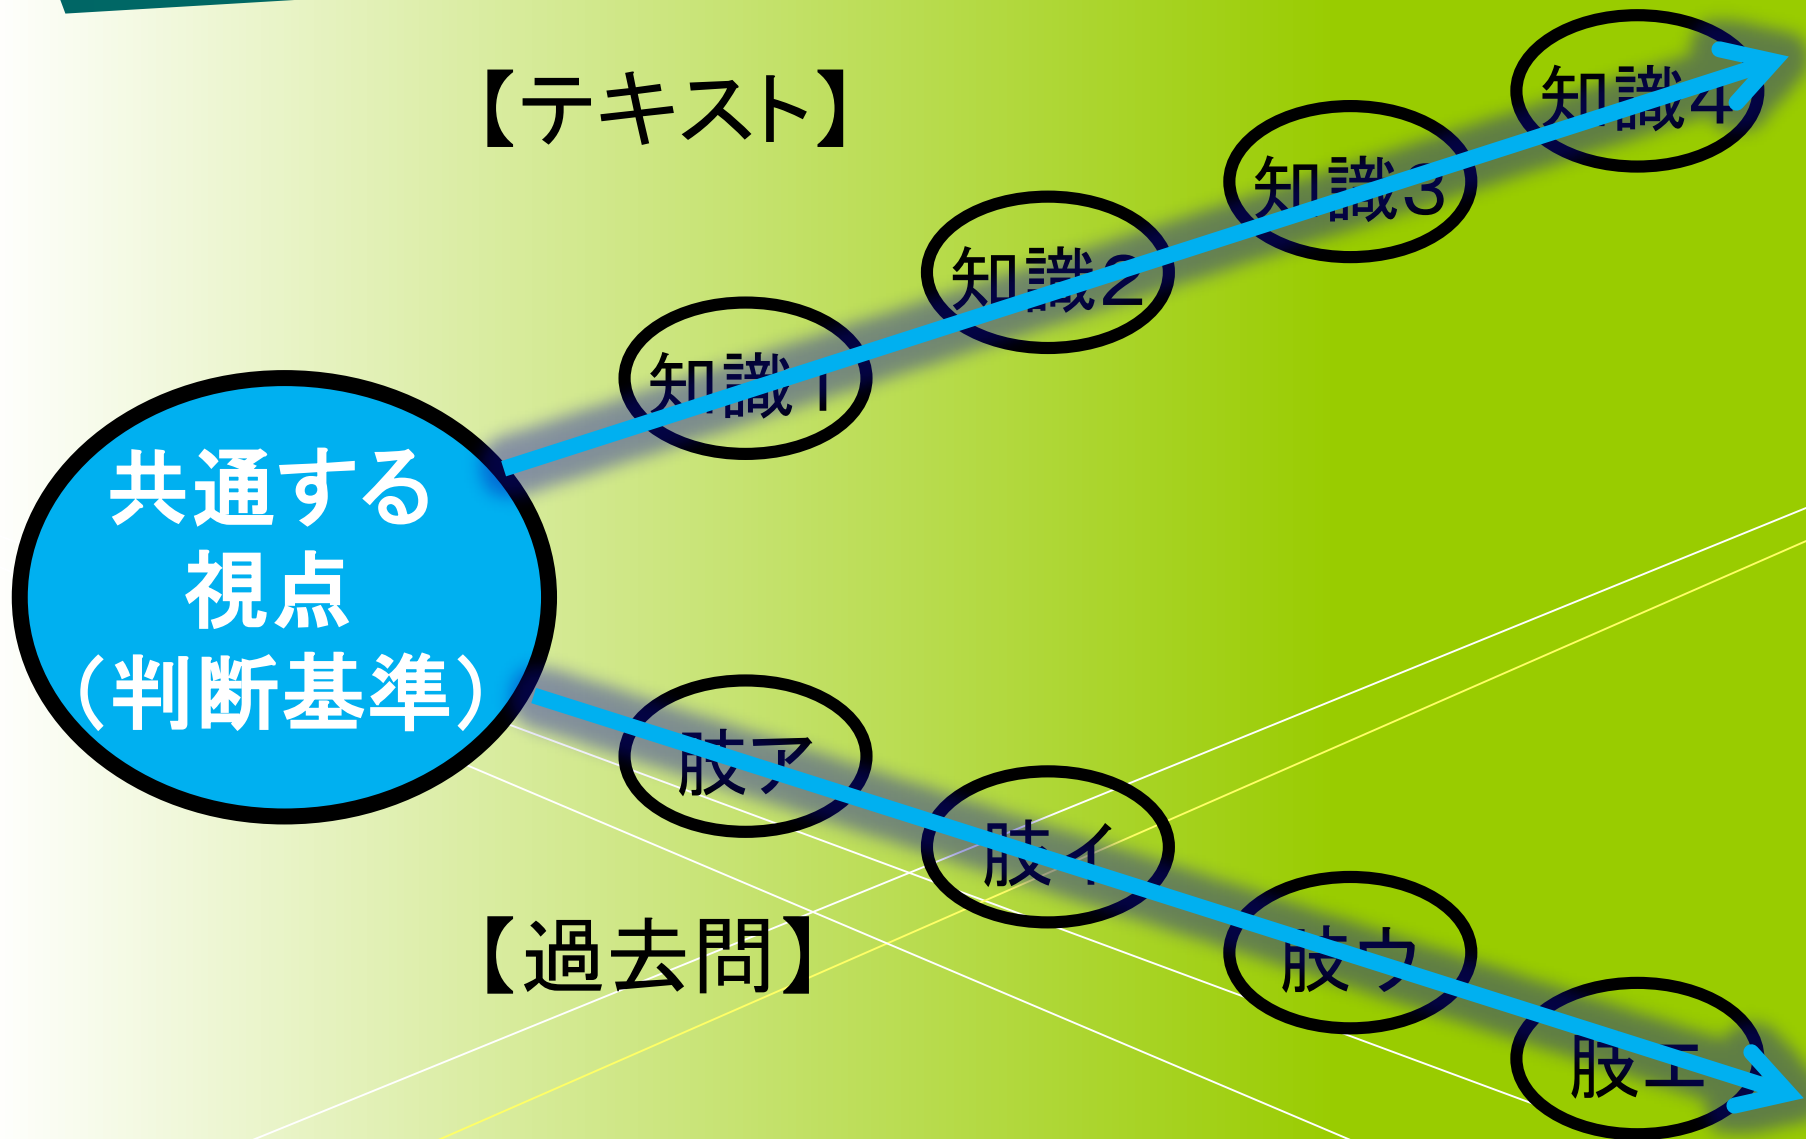 【テキスト】
知識4
知識3
知識2
知識1
共通する
視点
（判断基準）
肢ア
肢イ
【過去問】
肢ウ
肢エ